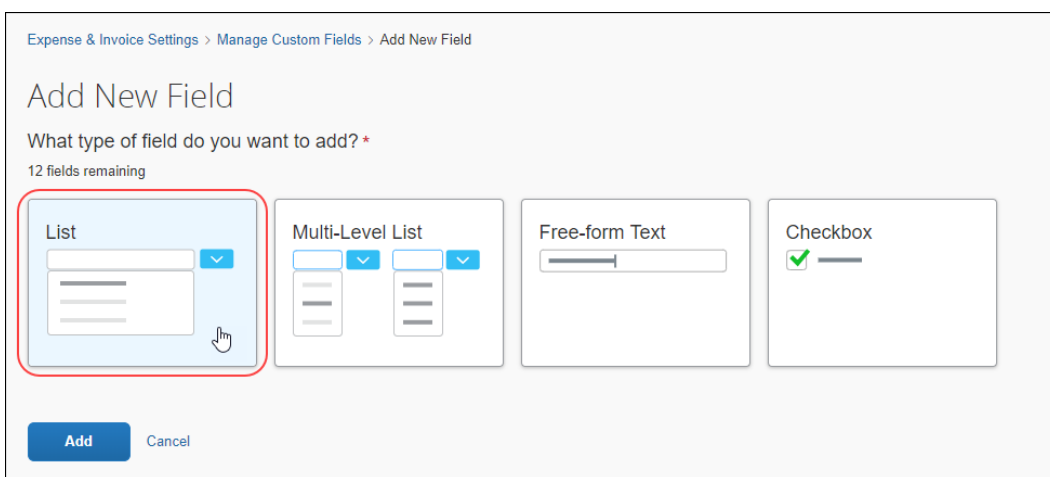 Expense & Invoice Settings > Manage Custom Fields > Add New Field
Add New Field
What type of field do you want to add? *
12 fields remaining
List
Multi-Level List
Free-form Text
Checkbox
Add
Cancel